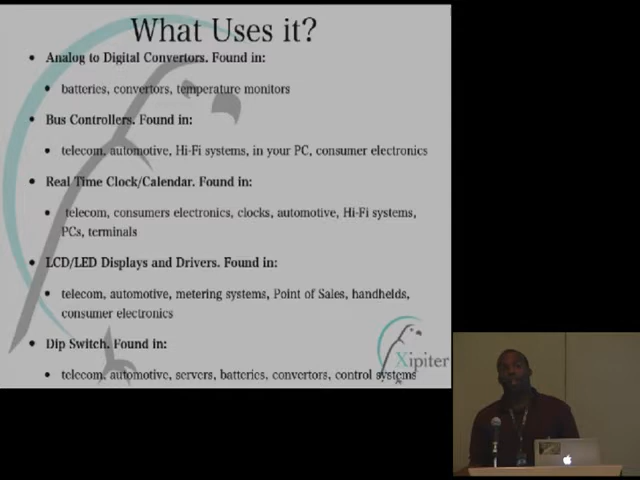 What Uses it?
Analog to Digital Convertors. Found in:
batteries, convertors, temperature monitors
Bus Controllers. Found in:
telecom, automotive, Hi-Fi systems, in your PC, consumer electronics
Real Time Clock/Calendar. Found in:
telecom, consumers electronics, clocks, automotive, Hi-Fi systems,
PCs, terminals
LCD/LED Displays and Drivers. Found in:
telecom, automotive, metering systems, Point of Sales, handhelds,
consumer electronics
Dip Switch. Found in:
Xipiter
telecom, automotive, servers, batteries, convertors, control systems